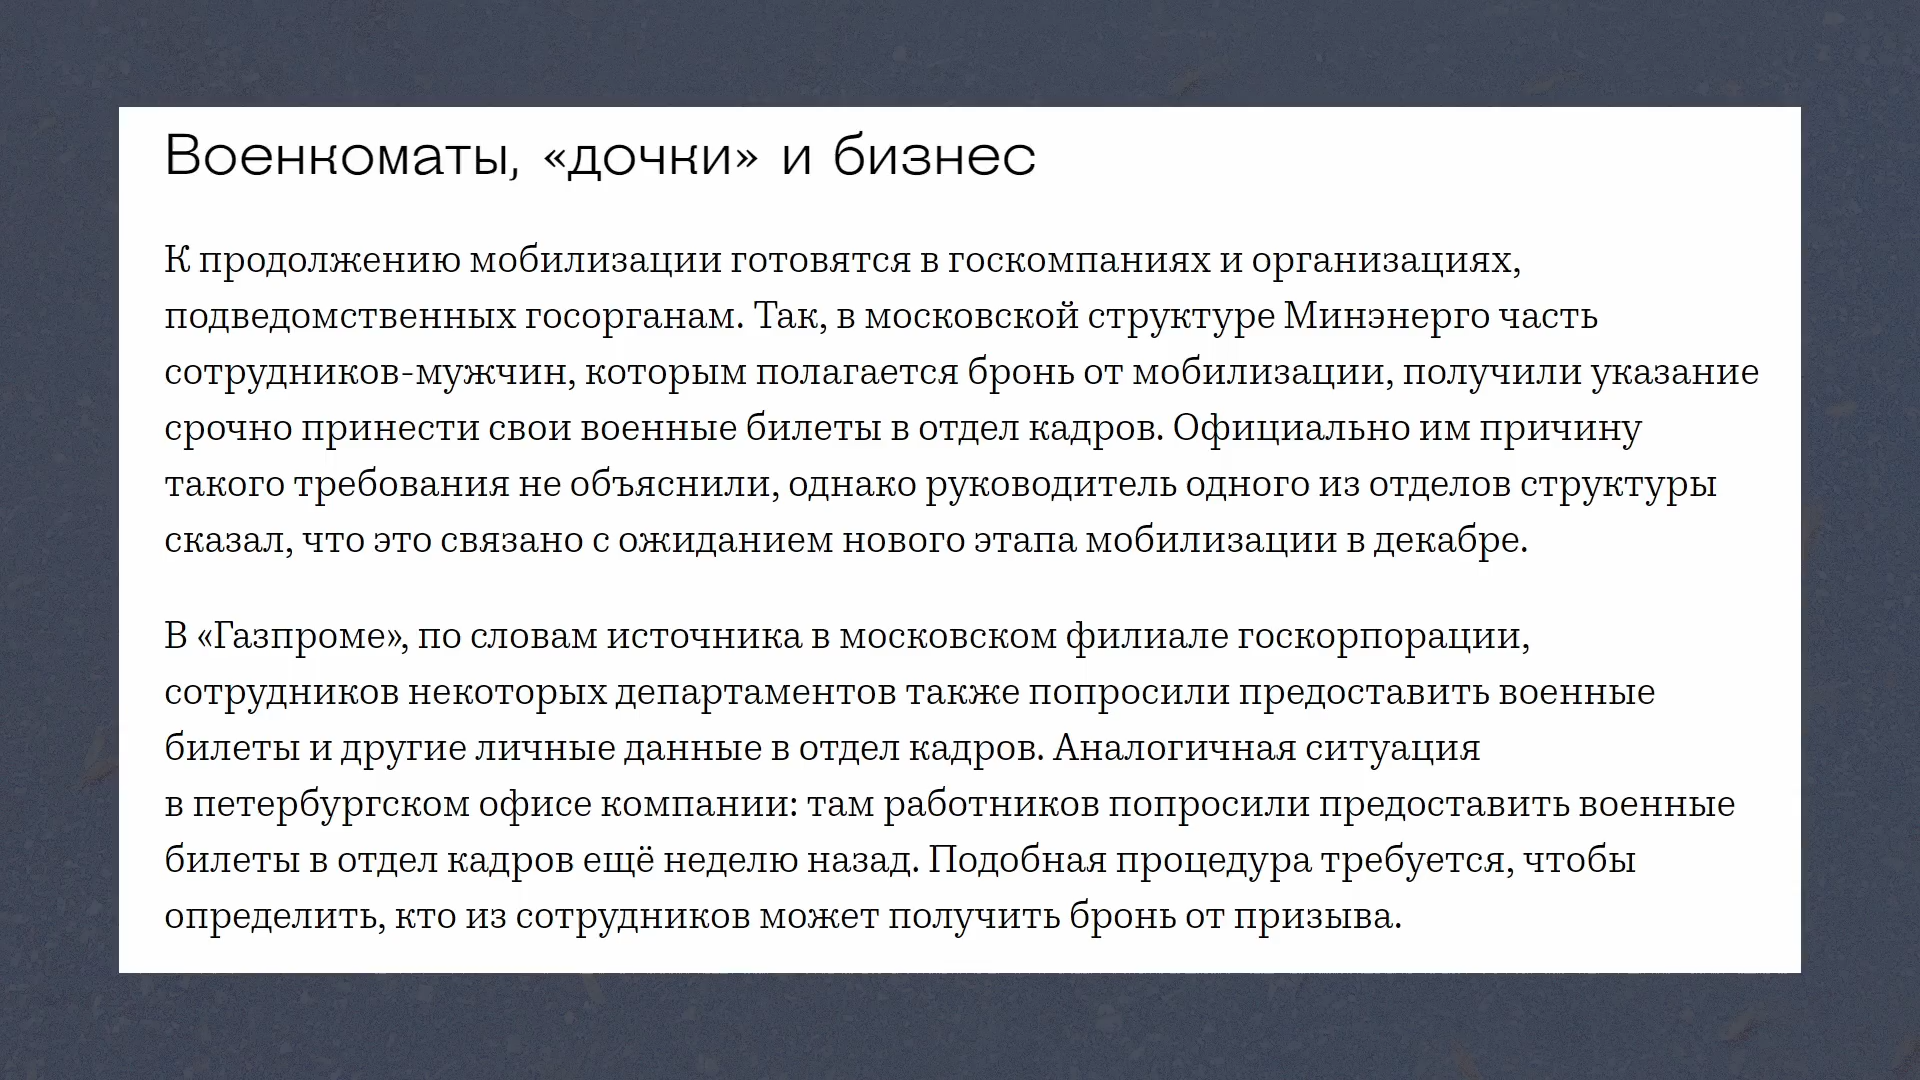 Военкоматы, «дочки» и бизнес
К продолжению мобилизации готовятся в госкомпаниях и организациях,
подведомственных госорганам. Так, в московской структуре Минэнерго часть
сотрудников-мужчин, которым полагается бронь от мобилизации, получили указание
срочно принести свои военные билеты в отдел кадров. Официально им причину
такого требования не объяснили, однако руководитель одного из отделов структуры
сказал, что это связано с ожиданием нового этапа мобилизации в декабре.
В «Газпроме», по словам источника в московском филиале госкорпорации,
сотрудников некоторых департаментов также попросили предоставить военные
билеты и другие личные данные в отдел кадров. Аналогичная ситуация
в петербургском офисе компании: там работников попросили предоставить военные
билеты в отдел кадров ещё неделю назад. Подобная процедура требуется, чтобы
определить, кто из сотрудников может получить бронь от призыва.